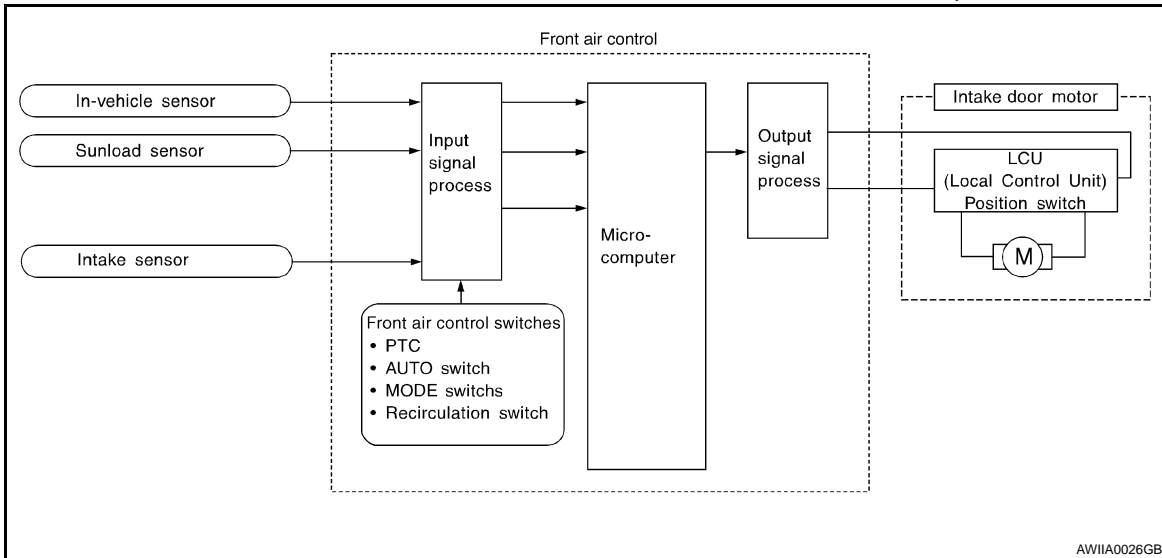 Front air control
In-vehicle sensor
Sunload sensor
Intake sensor
Input
signal
process
Front air control switches
• PTC
• AUTO switch
• MODE switchs
• Recirculation switch
Micro-
computer
Output
signal
process
Intake door motor
LCU
(Local Control Unit)
Position switch
M
AWIIA0026GB